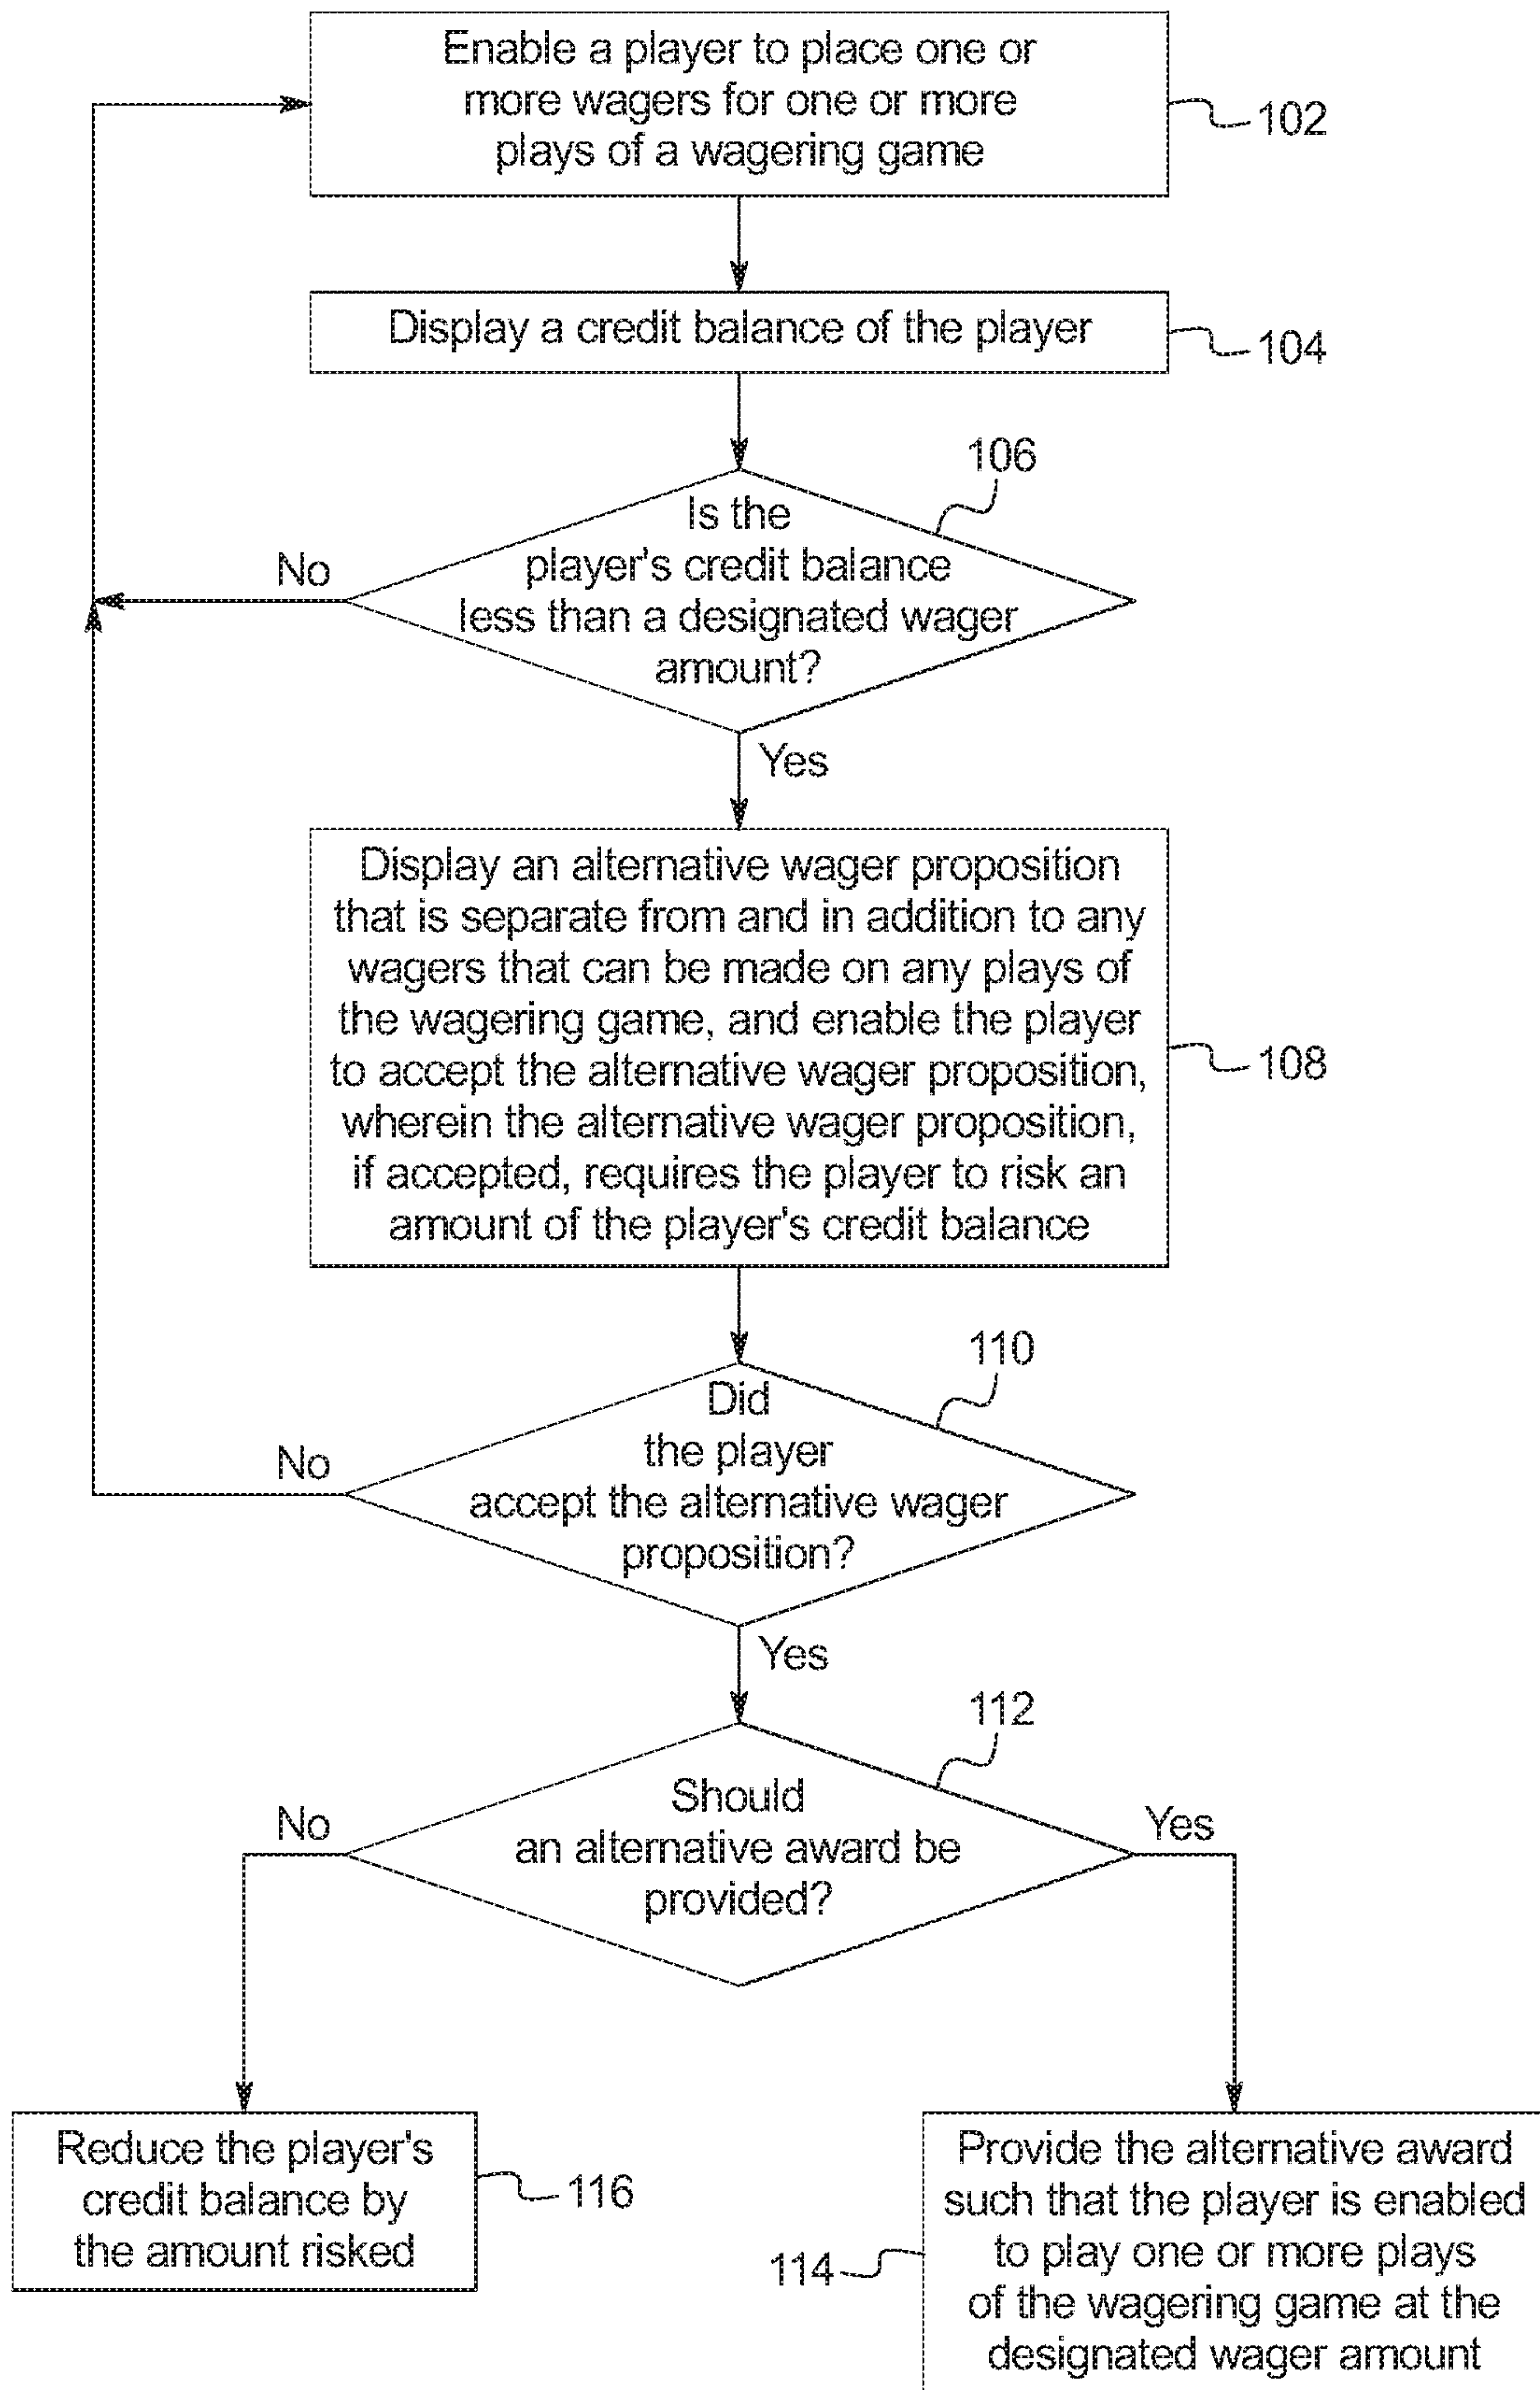 Enable a player to place one or
more wagers for one or more
plays of a wagering game
102
Display a credit balance of the player
104
106
Is the
player's credit balance
less than a designated wager
amount?
No
Yes
Display an alternative wager proposition
that is separate from and in addition to any
wagers that can be made on any plays of
the wagering game, and enable the player
to accept the alternative wager proposition,
wherein the alternative wager proposition,
if accepted, requires the player to risk an
amount of the player's credit balance
108
110
Did
the player
accept the alternative wager
proposition?
No
Yes
112
Should
an alternative award be
provided?
No
Yes
Reduce the player's
credit balance by
the amount risked
116
Provide the alternative award
such that the player is enabled
to play one or more plays
of the wagering game at the
designated wager amount
114